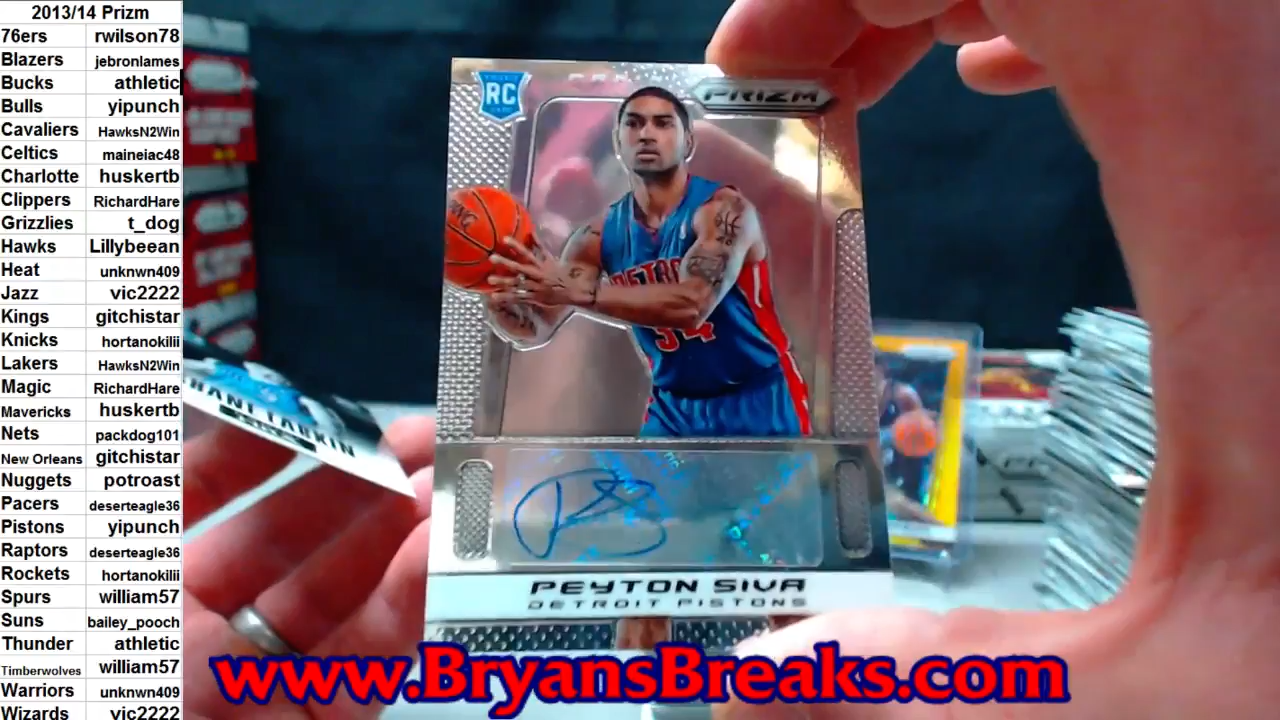 2013/14 Prizm
76ers rwilson78
Blazers jebronlames
Bucks athletic
Bulls yipunch
Cavaliers HawksN2Win
Celtics maineiac48
Charlotte huskertb
Clippers RichardHare
Grizzlies t_dog
Hawks Lillybeean
Heat unknwn409
Jazz vic2222
Kings gitchistar
Knicks hortanokilii
Lakers HawksN2Win
Magic RichardHare
Mavericks huskertb
Nets packdog101
New Orleans gitchistar
Nuggets potroast
Pacers deserteagle36
Pistons yipunch
Raptors deserteagle36
Rockets hortanokilii
Spurs william57
Suns bailey_pooch
Thunder athletic
Timberwolves william57
Warriors unknwn409
Wizards vic2222
RC
PRIZM
34
PEYTON SIVA
DETROIT PISTONS
www.BryansBreaks.com